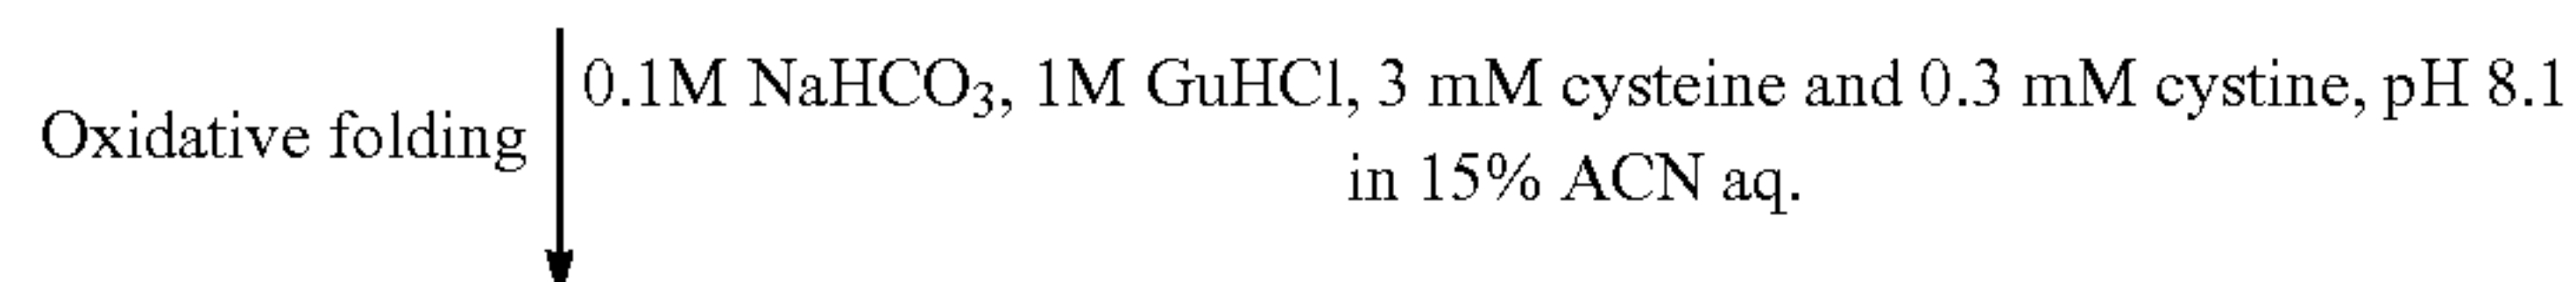 0.1M NaHCO₃, 1M GuHCl, 3 mM cysteine and 0.3 mM cystine, pH 8.1
Oxidative folding
in 15% ACN aq.